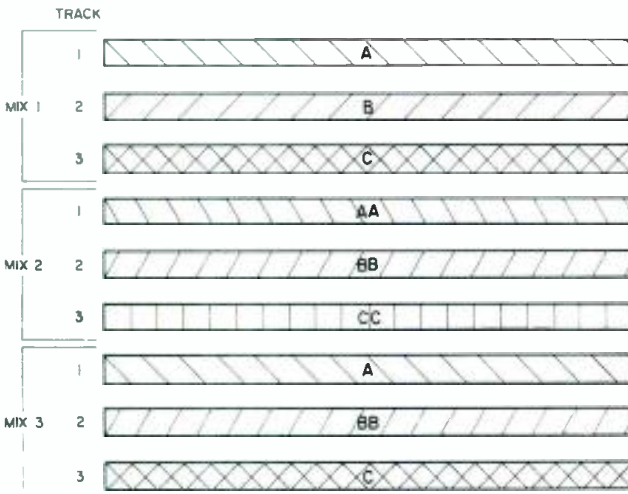 TRACK
1 A
MIX 1 2 B
3 C
1 AA
MIX 2 2 BB
3 CC
1 A
MIX 3 2 BB
3 C